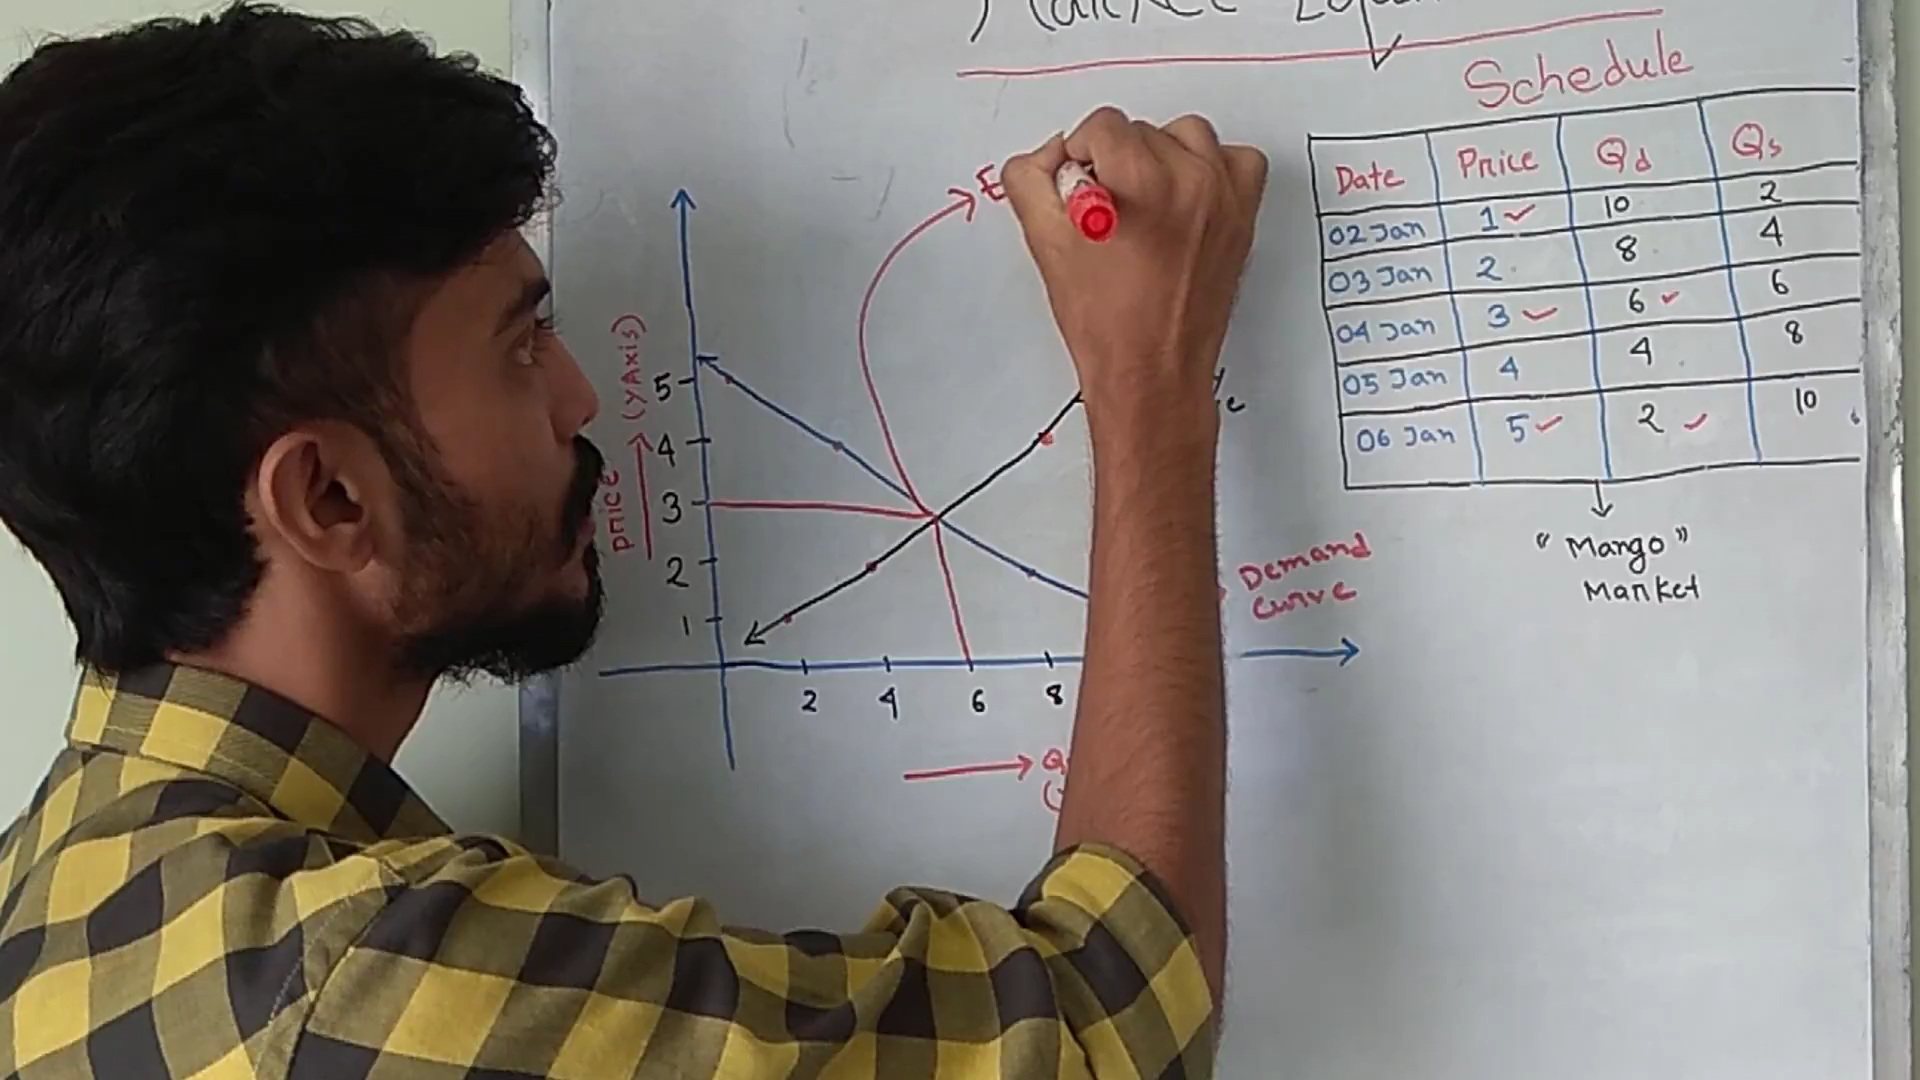 Schedule
Date Price Qd Qs
02 Jan 1 10 2
03 Jan 2 8 4
04 Jan 3 6 6
05 Jan 4 4 8
06 Jan 5 2 10
"Mango"
Market
Price (yAxis)
5
4
3
2
1
2 4 6 8
Demand
curve